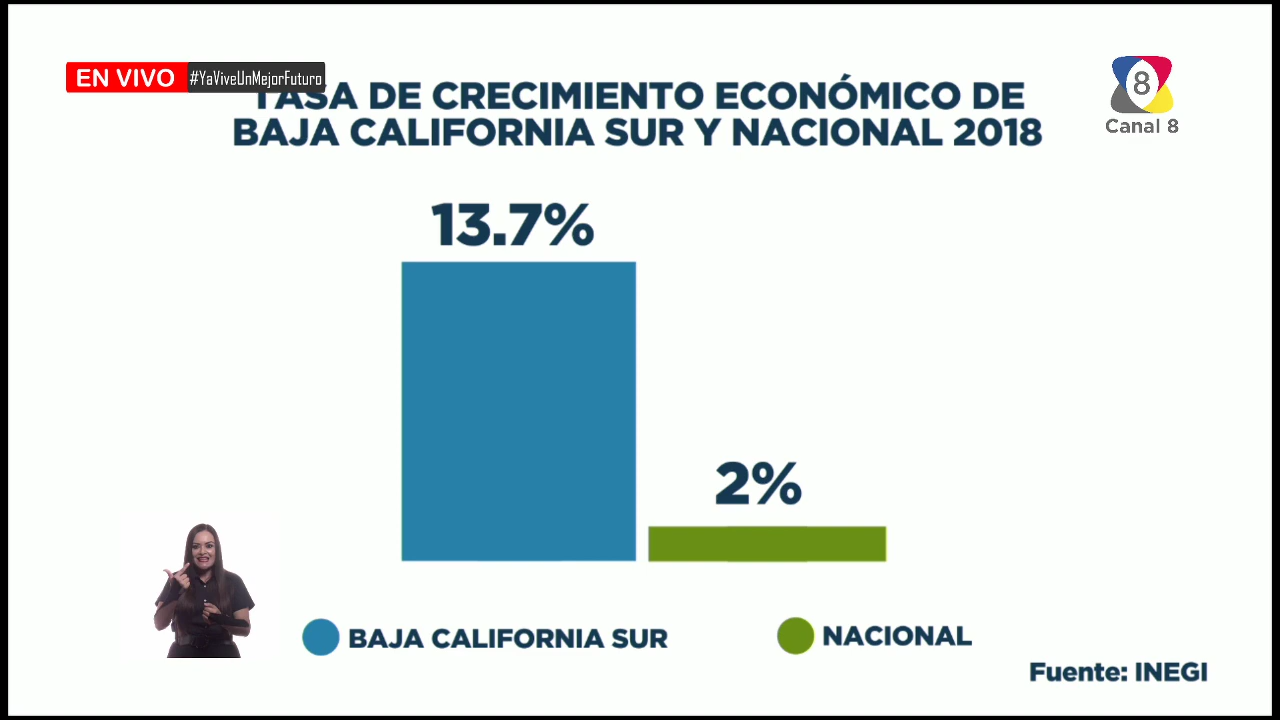 EN VIVO #YaViveUnMejorFuturo
TASA DE CRECIMIENTO ECONÓMICO DE
BAJA CALIFORNIA SUR Y NACIONAL 2018
8
Canal 8
13.7%
2%
BAJA CALIFORNIA SUR
NACIONAL
Fuente: INEGI